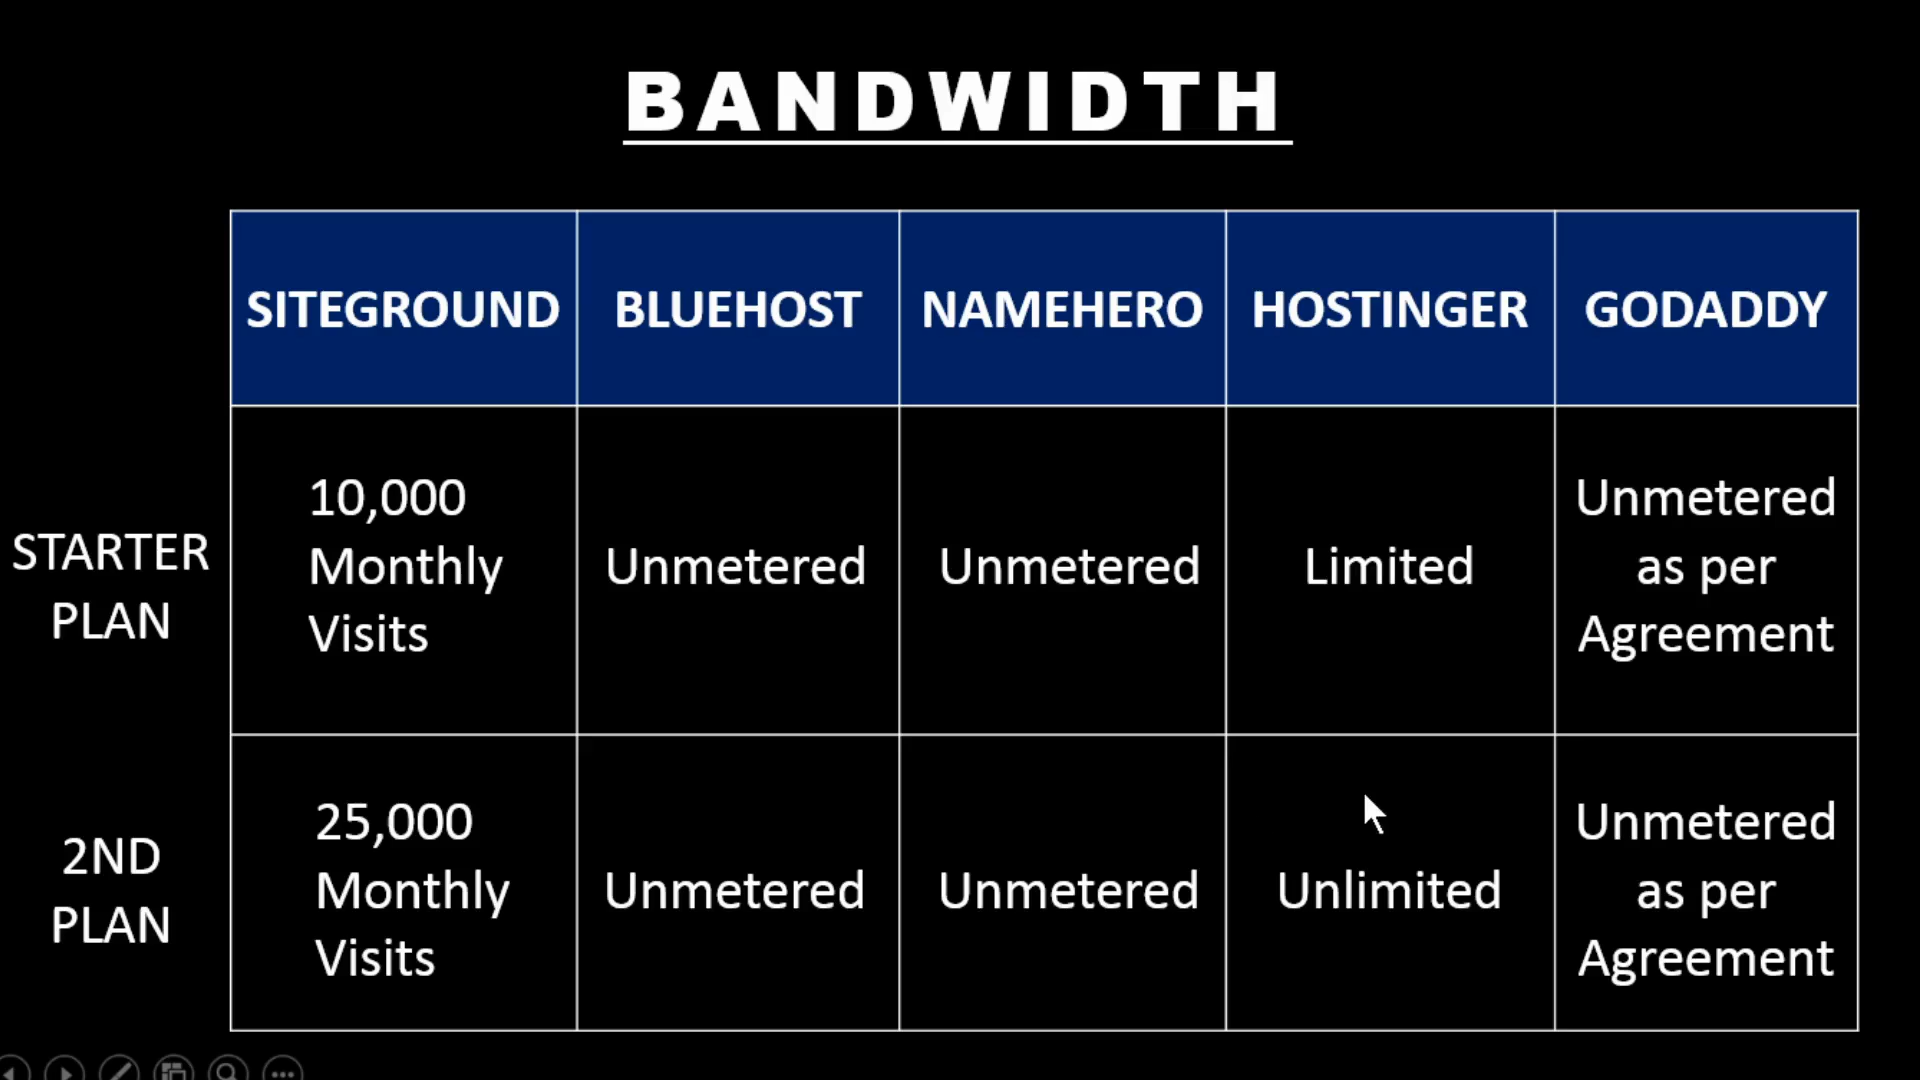 BANDWIDTH
SITEGROUND BLUEHOST NAMEHERO HOSTINGER GODADDY
STARTER
PLAN
10,000
Monthly
Visits
Unmetered
Unmetered
Limited
Unmetered
as per
Agreement
2ND
PLAN
25,000
Monthly
Visits
Unmetered
Unmetered
Unlimited
Unmetered
as per
Agreement